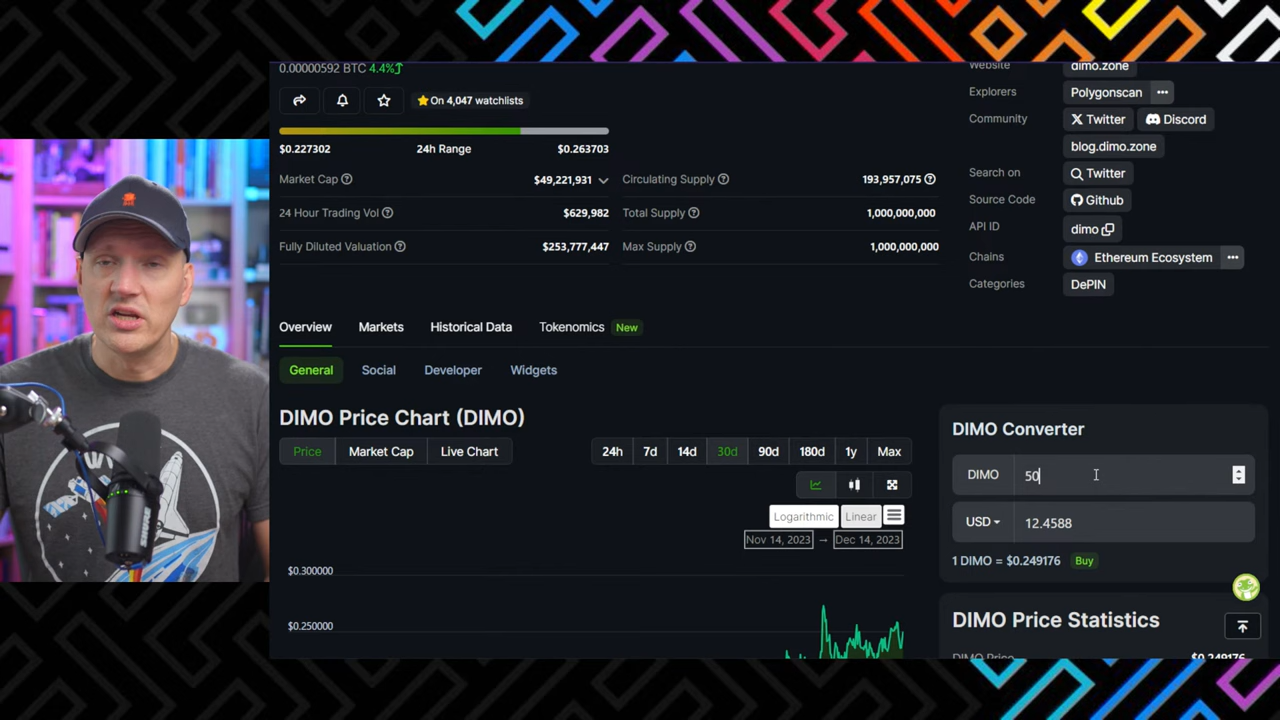 0.00000592 BTC 4.4%
On 4,047 watchlists
$0.227302 24h Range $0.263703
Market Cap $49,221,931
24 Hour Trading Vol $629,982
Fully Diluted Valuation $253,777,447
Circulating Supply 193,957,075
Total Supply 1,000,000,000
Max Supply 1,000,000,000
Website dimo.zone
Explorers Polygonscan
Community Twitter Discord
blog.dimo.zone
Search on Twitter
Source Code Github
API ID dimo
Chains Ethereum Ecosystem
Categories DePIN
Overview Markets Historical Data Tokenomics New
General Social Developer Widgets
DIMO Price Chart (DIMO)
Price Market Cap Live Chart
24h 7d 14d 30d 90d 180d 1y Max
Logarithmic Linear
Nov 14, 2023 → Dec 14, 2023
$0.300000
$0.250000
DIMO Converter
DIMO 50
USD 12.4588
1 DIMO = $0.249176 Buy
DIMO Price Statistics
DIMO Price $0.249176
SHURE